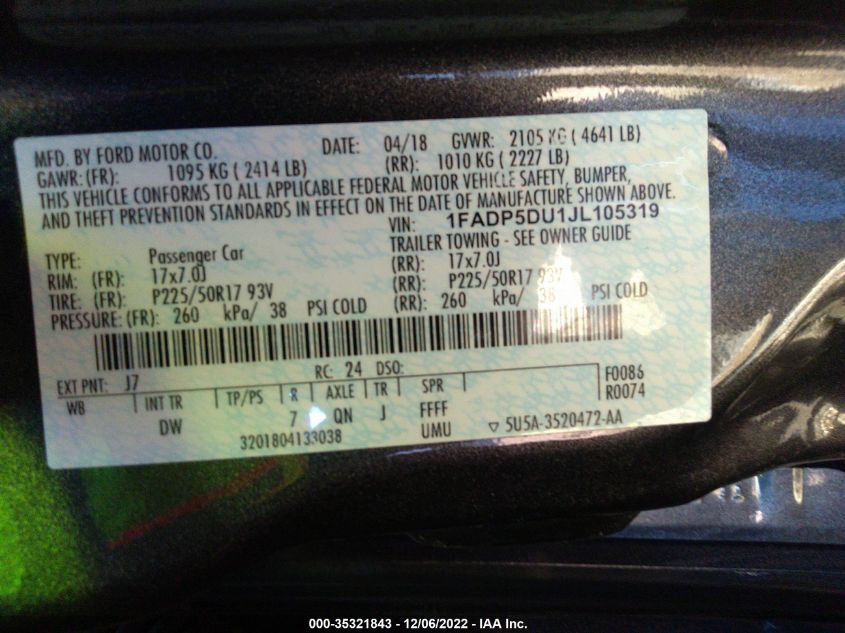 MFD. BY FORD MOTOR CO. DATE: 04/18 GVWR: 2105 KG ( 4641 LB)
GAWR: (FR): 1095 KG ( 2414 LB) (RR): 1010 KG ( 2227 LB)
THIS VEHICLE CONFORMS TO ALL APPLICABLE FEDERAL MOTOR VEHICLE SAFETY, BUMPER,
AND THEFT PREVENTION STANDARDS IN EFFECT ON THE DATE OF MANUFACTURE SHOWN ABOVE.
VIN: 1FADP5DU1JL105319
TYPE: Passenger Car TRAILER TOWING - SEE OWNER GUIDE
RIM: (FR): 17x7.0J (RR): 17x7.0J
TIRE: (FR): P225/50R17 93V (RR): P225/50R17 93V
PRESSURE: (FR): 260 kPa/ 38 PSI COLD (RR): 260 kPa/ 38 PSI COLD
EXT PNT: J7 RC: 24 DSO: F0086
WB INT TR TP/PS R AXLE TR SPR R0074
DW 7 QN J FFFF
3201804133038 UMU ▽ 5U5A-3520472-AA
000-35321843 - 12/06/2022 - IAA Inc.